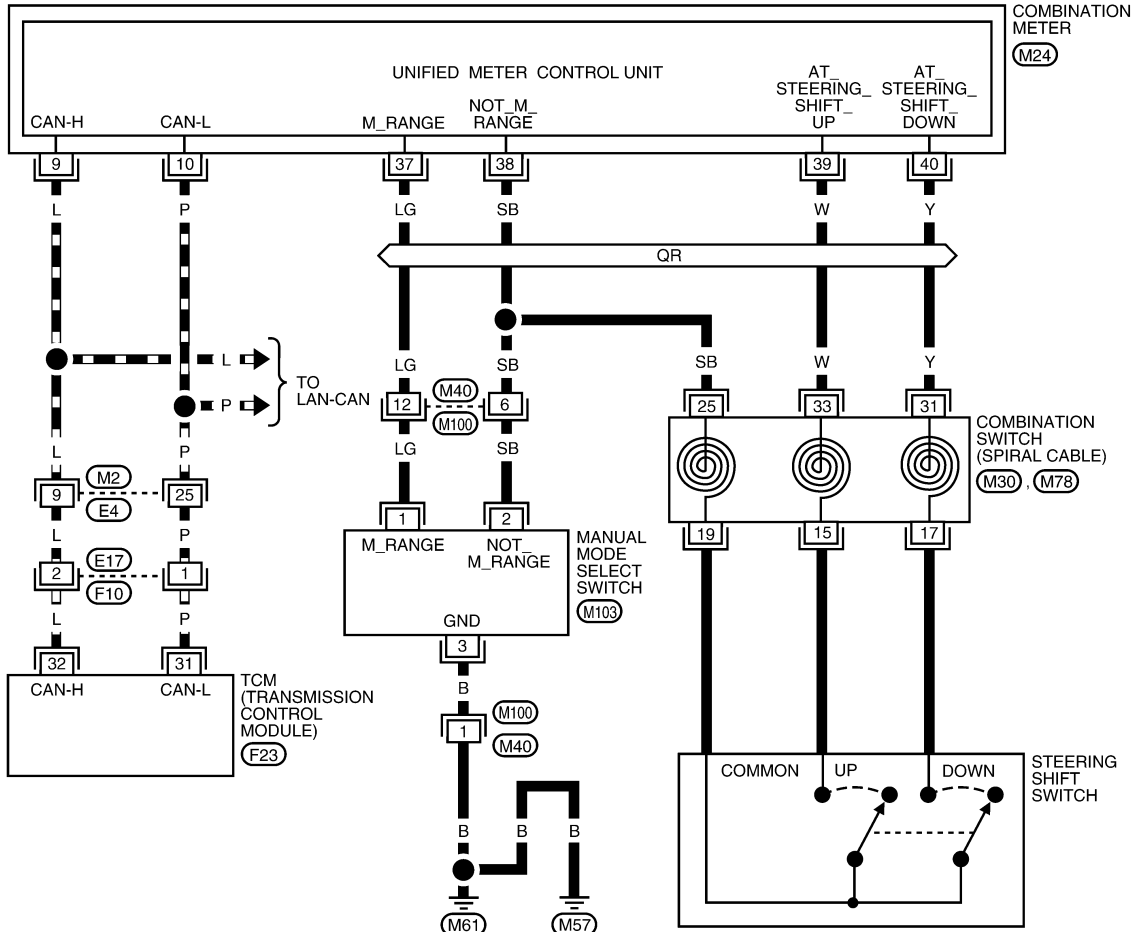 COMBINATION
METER
M24
UNIFIED METER CONTROL UNIT
CAN-H
CAN-L
M_RANGE
NOT_M_
RANGE
AT_
STEERING_
SHIFT_
UP
AT_
STEERING_
SHIFT_
DOWN
9 10 37 38 39 40
L P LG SB W Y
QR
L
P
TO
LAN-CAN
LG SB SB W Y
12 M40 6
M100
25 33 31
COMBINATION
SWITCH
(SPIRAL CABLE)
M30 , M78
L P LG SB
9 M2 25
E4
L P
1 2
M_RANGE
NOT_
M_RANGE
GND
MANUAL
MODE
SELECT
SWITCH
M103
19 15 17
2 E17 1
F10
L P
32 31
CAN-H CAN-L
TCM
(TRANSMISSION
CONTROL
MODULE)
F23
3
B
1 M100
M40
B B B
M61 M57
COMMON UP DOWN
STEERING
SHIFT
SWITCH